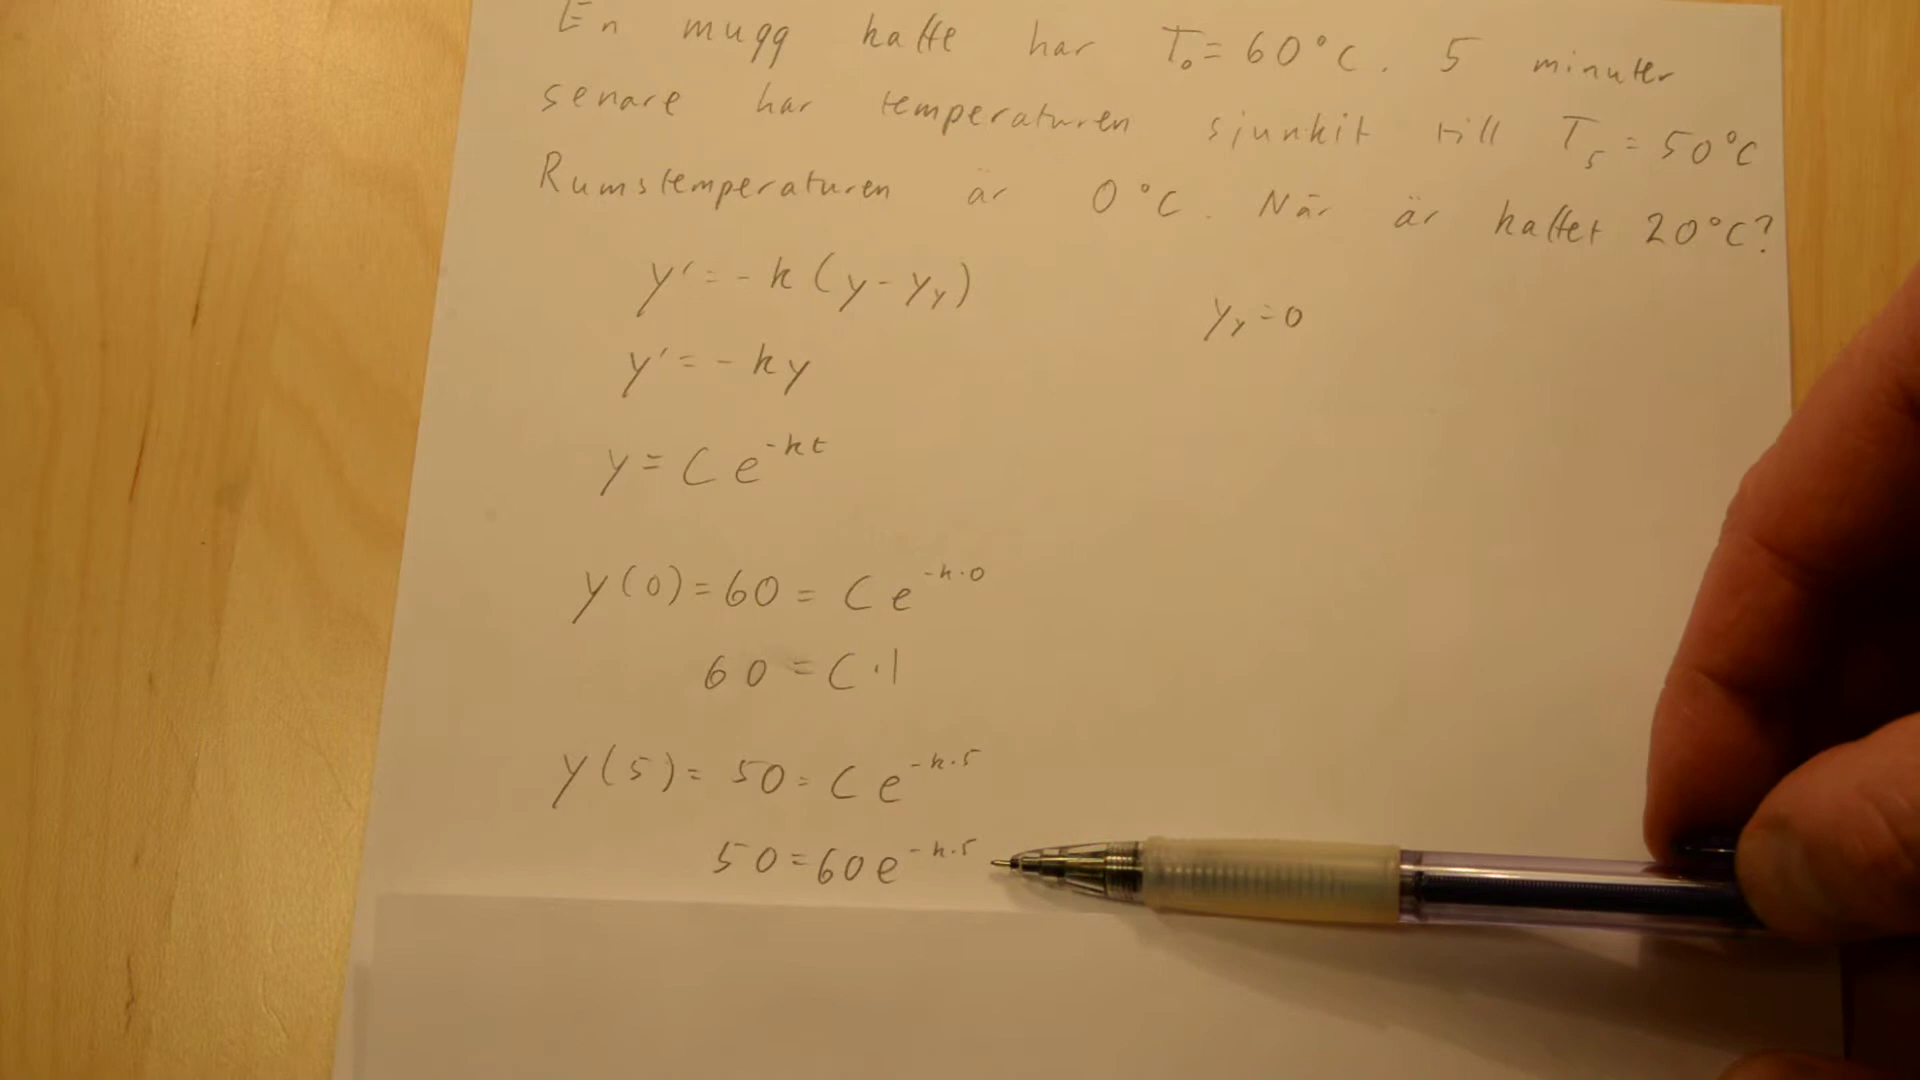 En mugg kaffe har T₀ = 60°C. 5 minuter
senare har temperaturen sjunkit till T₅ = 50°C
Rumstemperaturen är 0°C. När är kaffet 20°C?
y' = -k(y - yᵧ) yᵧ = 0
y' = -ky
y = Ce^{-kt}
y(0) = 60 = Ce^{-k·0}
60 = C·1
y(5) = 50 = Ce^{-k·5}
50 = 60e^{-k·5}